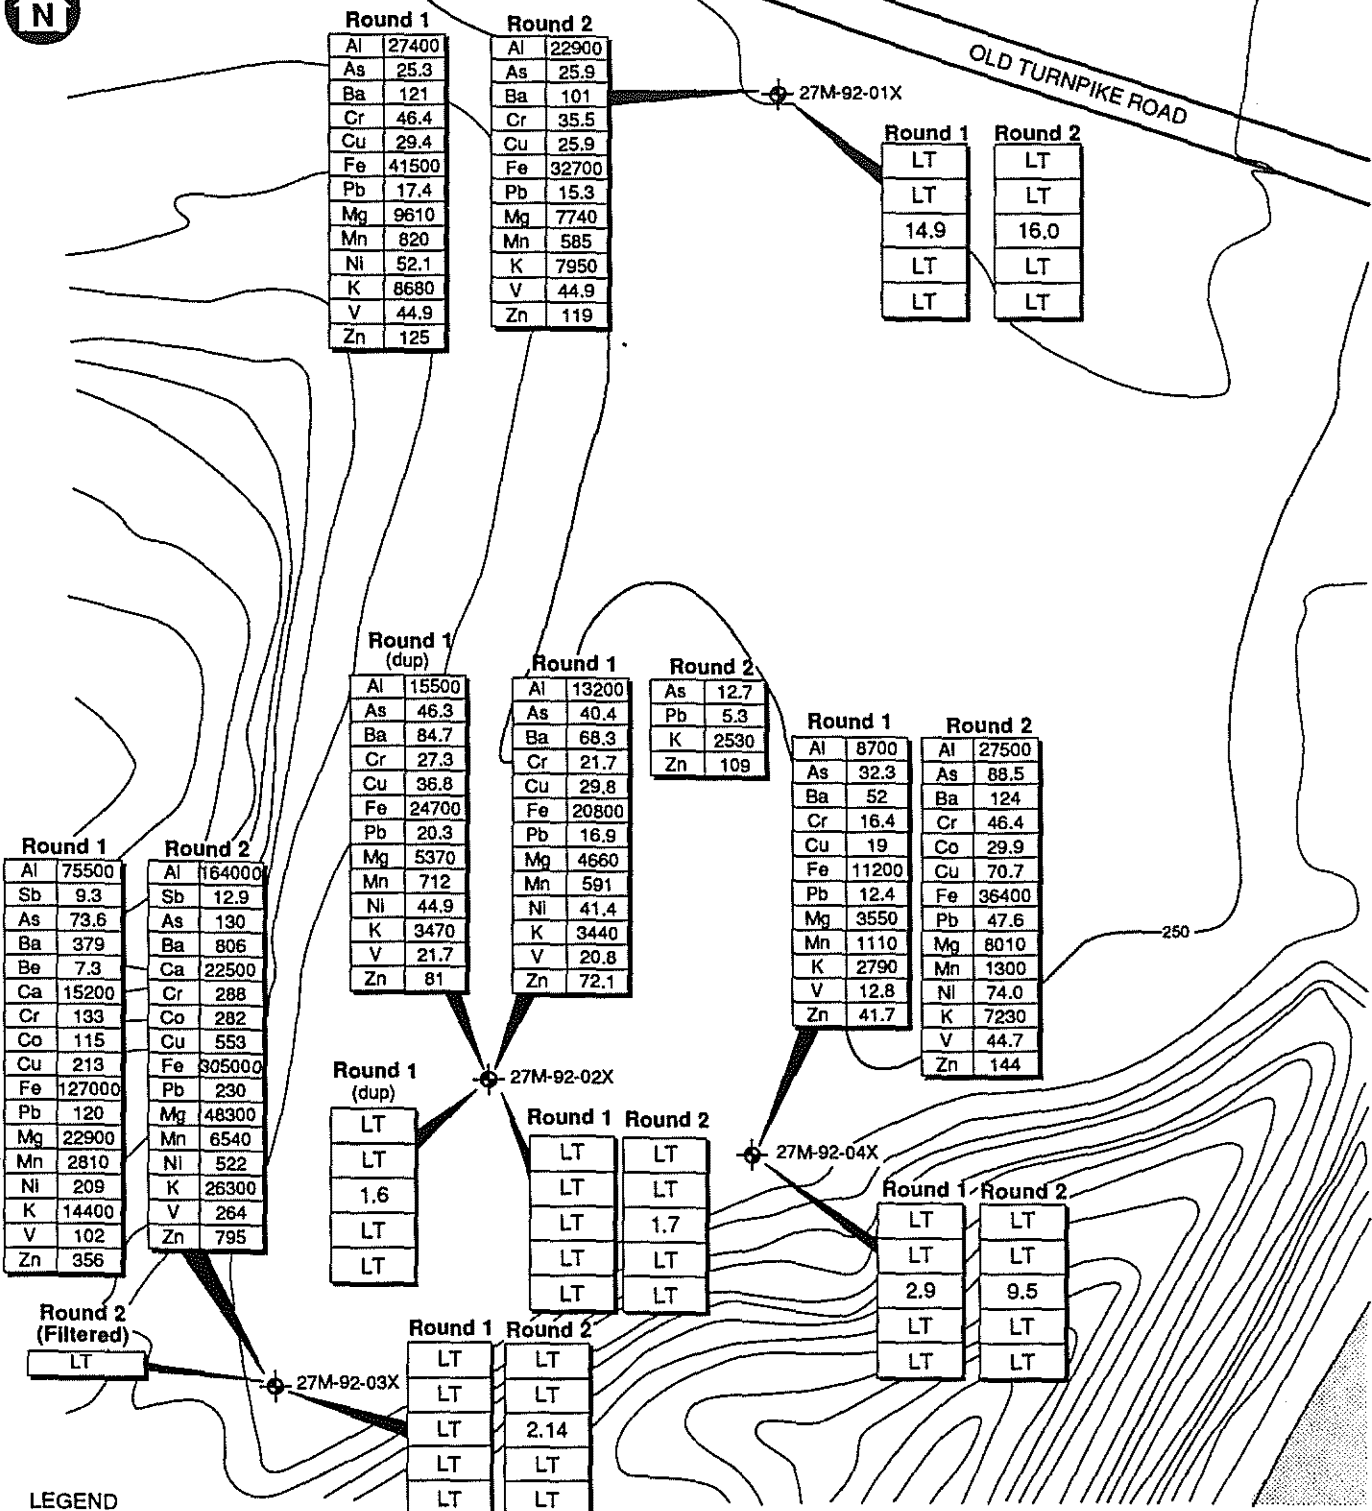 N
Round 1
Al 27400
As 25.3
Ba 121
Cr 46.4
Cu 29.4
Fe 41500
Pb 17.4
Mg 9610
Mn 820
Ni 52.1
K 8680
V 44.9
Zn 125
Round 2
Al 22900
As 25.9
Ba 101
Cr 35.5
Cu 25.9
Fe 32700
Pb 15.3
Mg 7740
Mn 585
K 7950
V 44.9
Zn 119
27M-92-01X
OLD TURNPIKE ROAD
Round 1
LT
LT
14.9
LT
LT
Round 2
LT
LT
16.0
LT
LT
Round 1
(dup)
Al 15500
As 46.3
Ba 84.7
Cr 27.3
Cu 36.8
Fe 24700
Pb 20.3
Mg 5370
Mn 712
Ni 44.9
K 3470
V 21.7
Zn 81
Round 1
Al 13200
As 40.4
Ba 68.3
Cr 21.7
Cu 29.8
Fe 20800
Pb 16.9
Mg 4660
Mn 591
Ni 41.4
K 3440
V 20.8
Zn 72.1
Round 2
As 12.7
Pb 5.3
K 2530
Zn 109
Round 1
Al 8700
As 32.3
Ba 52
Cr 16.4
Cu 19
Fe 11200
Pb 12.4
Mg 3550
Mn 1110
K 2790
V 12.8
Zn 41.7
Round 2
Al 27500
As 88.5
Ba 124
Cr 46.4
Co 29.9
Cu 70.7
Fe 36400
Pb 47.6
Mg 8010
Mn 1300
Ni 74.0
K 7230
V 44.7
Zn 144
250
Round 1
Al 75500
Sb 9.3
As 73.6
Ba 379
Be 7.3
Ca 15200
Cr 133
Co 115
Cu 213
Fe 127000
Pb 120
Mg 22900
Mn 2810
Ni 209
K 14400
V 102
Zn 356
Round 2
Al 164000
Sb 12.9
As 130
Ba 806
Ca 22500
Cr 288
Co 282
Cu 553
Fe 305000
Pb 230
Mg 48300
Mn 6540
Ni 522
K 26300
V 264
Zn 795
27M-92-02X
Round 1
(dup)
LT
LT
1.6
LT
LT
Round 1
LT
LT
LT
LT
LT
Round 2
LT
LT
1.7
LT
LT
27M-92-04X
Round 1
LT
LT
2.9
LT
LT
Round 2
LT
LT
9.5
LT
LT
Round 2
(Filtered)
LT
27M-92-03X
Round 1
LT
LT
LT
LT
LT
Round 2
LT
LT
2.14
LT
LT
LEGEND